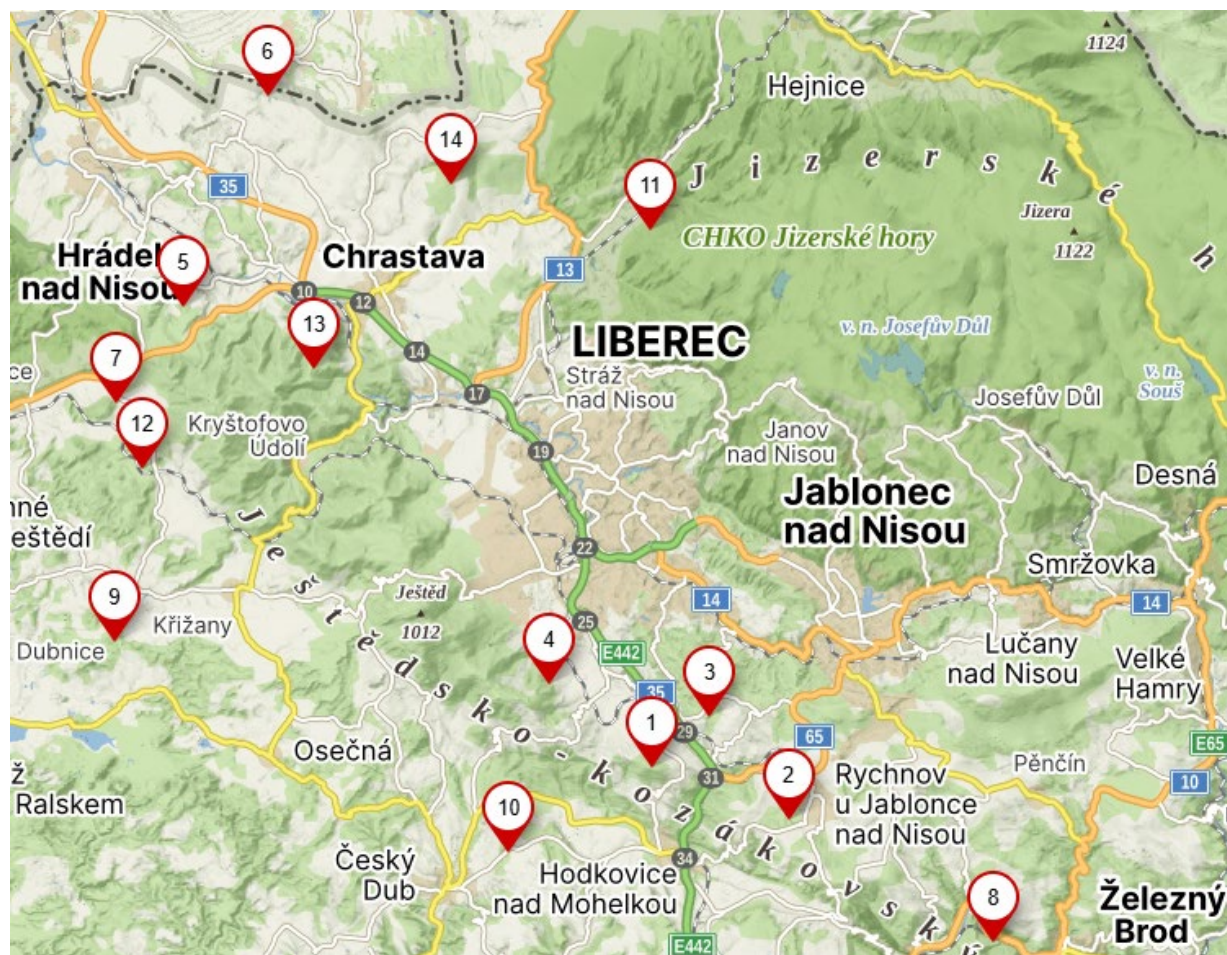 1124
6
Hejnice
14
11
J i z e r s k é h
35
Jizera
1122
CHKO Jizerské hory
Hrádek
nad Nisou
5
Chrastava
13
10
12
13
v. n. Josefův Důl
LIBEREC
14
7
ce
Stráž
nad Nisou
v. n.
Souš
17
Josefův Důl
12
Kryštofovo
Údolí
19
Janov
nad Nisou
Desná
Jablonec
nad Nisou
nné
eštědí
22
Smržovka
Ještěd
1012
14
14
9
Křižany
Dubnice
25
4
E442
3
Lučany
nad Nisou
Velké
Hamry
J e š t ě d s k o - k o z á k o v s k ý
35
1
29
65
E65
Osečná
31
2
Pěnčín
10
ž
Ralskem
10
Rychnov
u Jablonce
nad Nisou
Český
Dub
34
Hodkovice
nad Mohelkou
8
Železný
Brod
E442